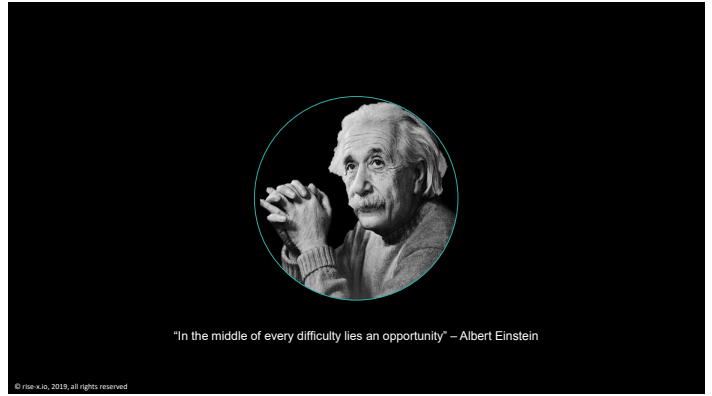 “In the middle of every difficulty lies an opportunity” – Albert Einstein
© rise-x.io, 2019, all rights reserved